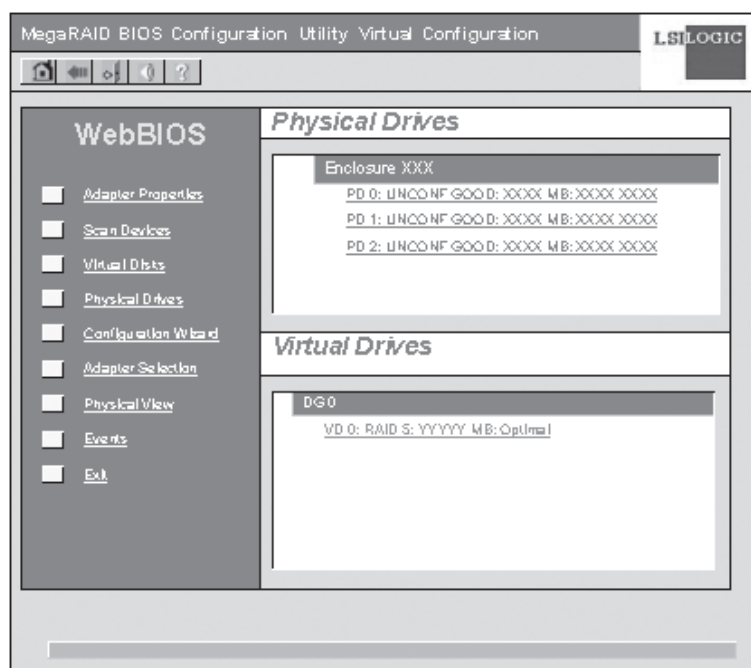 MegaRAID BIOS Configuration Utility Virtual Configuration
LSI LOGIC
?
WebBIOS
Adapter Properties
Scan Devices
Virtual Disks
Physical Drives
Configuration Wizard
Adapter Selection
Physical View
Events
Exit
Physical Drives
Enclosure XXX
PD 0: UNCONF GOOD: XXXX MB: XXXX XXXX
PD 1: UNCONF GOOD: XXXX MB: XXXX XXXX
PD 2: UNCONF GOOD: XXXX MB: XXXX XXXX
Virtual Drives
DG0
VD 0: RAID 5: YYYYY MB: Optimal